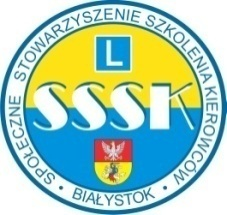 SPOŁECZNE STOWARZYSZENIE SZKOLENIA KIEROWCÓW
L
SSSK
• BIAŁYSTOK •